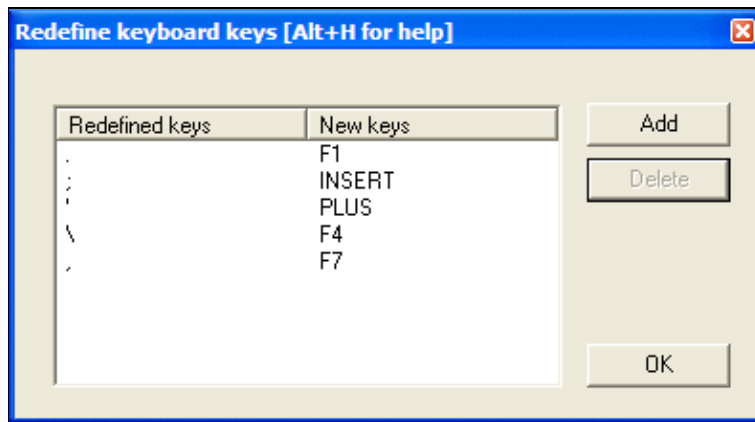 Redefine keyboard keys [Alt+H for help]
Redefined keys New keys Add
. F1
; INSERT Delete
' PLUS
\ F4
, F7
OK